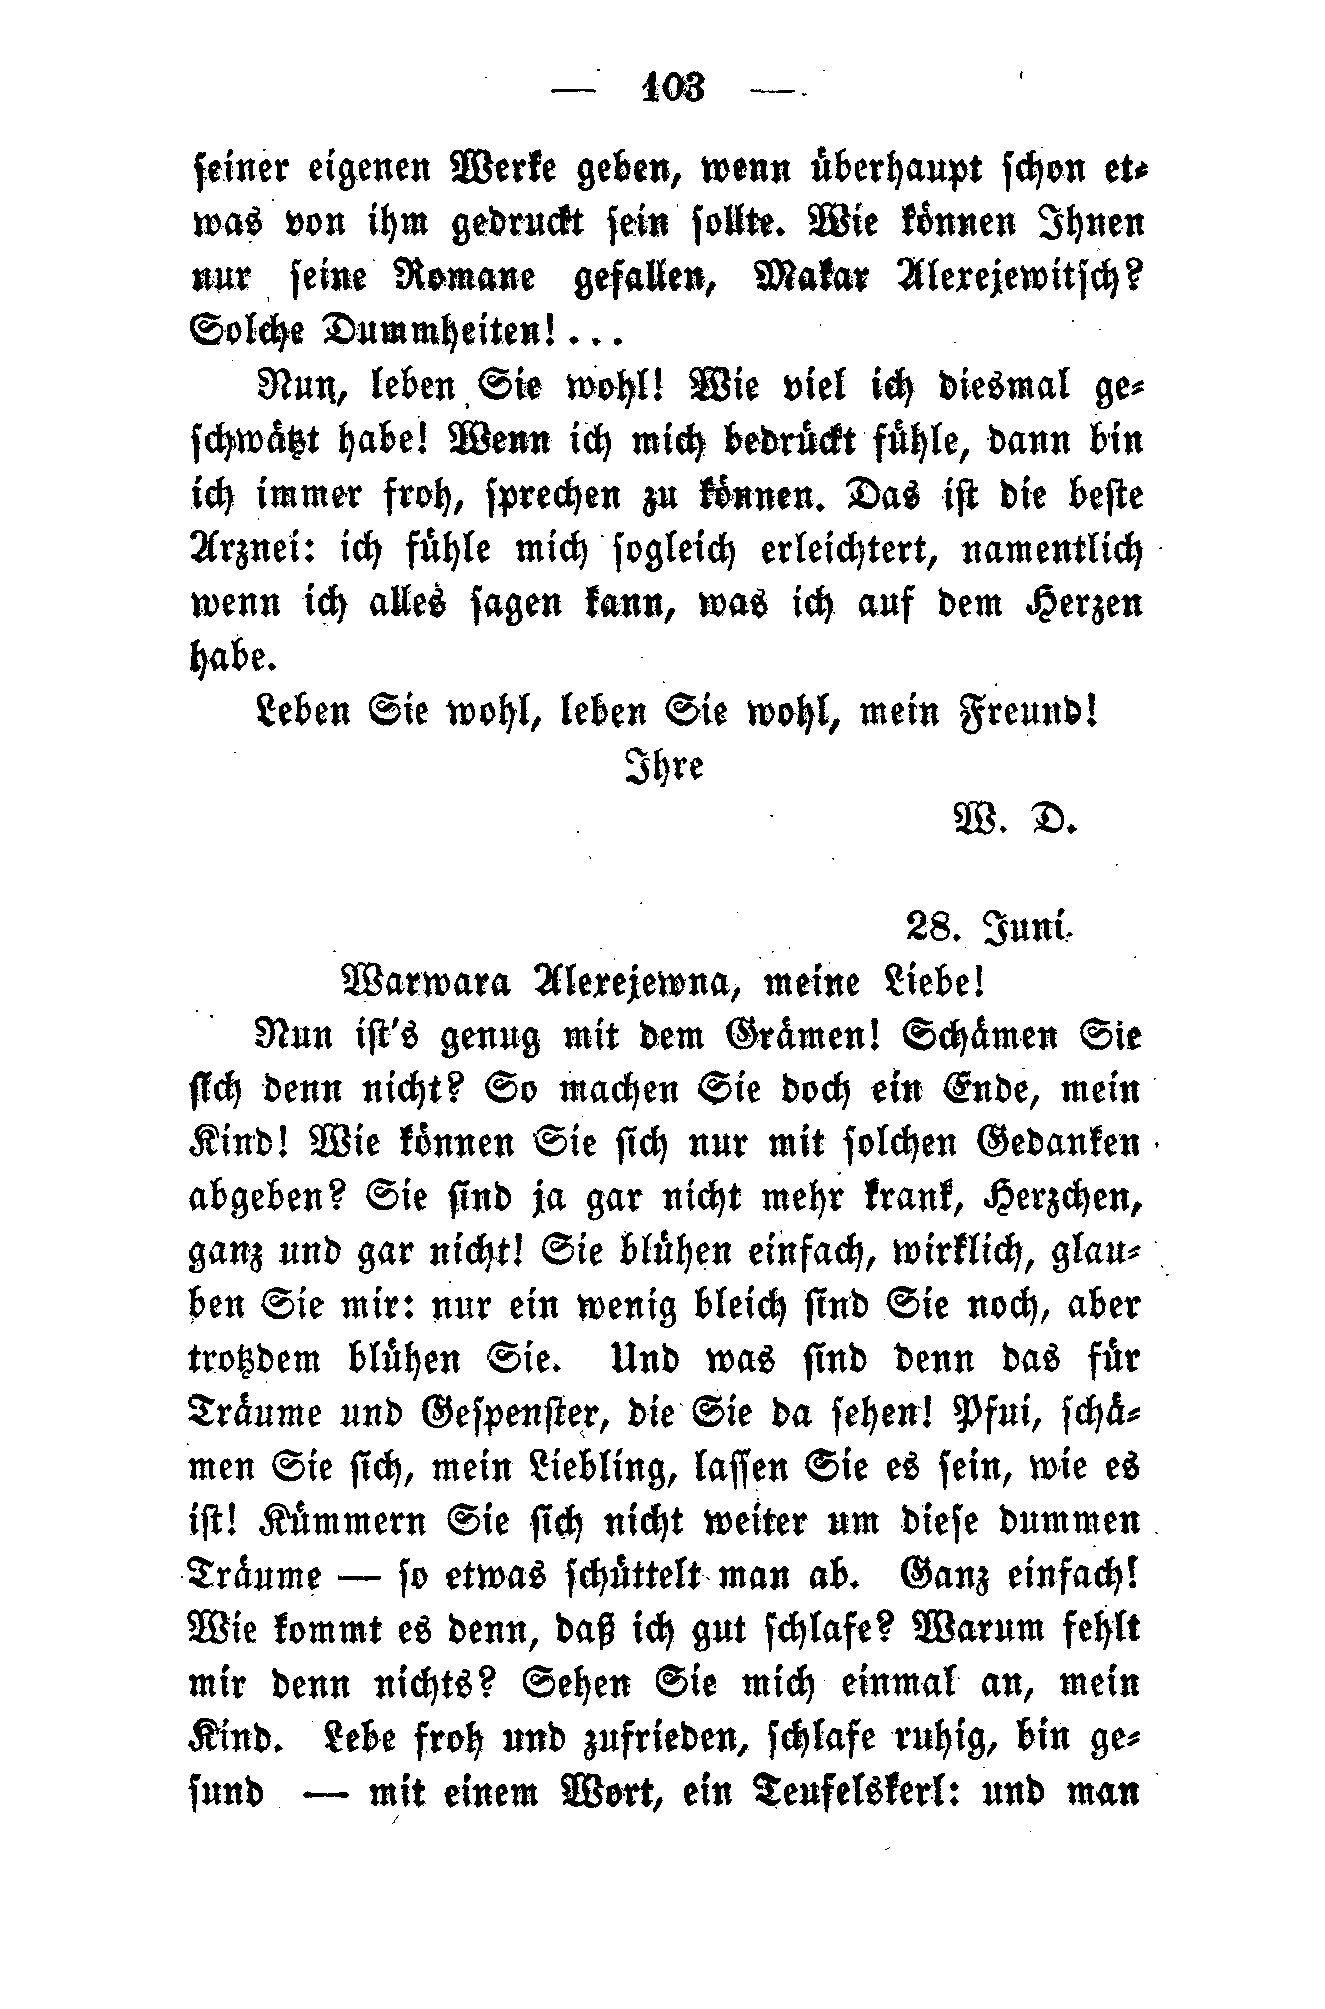 — 103 —
seiner eigenen Werke geben, wenn überhaupt schon et-
was von ihm gedruckt sein sollte. Wie können Ihnen
nur seine Romane gefallen, Makar Alexejewitsch?
Solche Dummheiten! ...
Nun, leben Sie wohl! Wie viel ich diesmal ge-
schwätzt habe! Wenn ich mich bedrückt fühle, dann bin
ich immer froh, sprechen zu können. Das ist die beste
Arznei: ich fühle mich sogleich erleichtert, namentlich
wenn ich alles sagen kann, was ich auf dem Herzen
habe.
Leben Sie wohl, leben Sie wohl, mein Freund!
Ihre
W. D.
28. Juni.
Warwara Alexejewna, meine Liebe!
Nun ist's genug mit dem Grämen! Schämen Sie
sich denn nicht? So machen Sie doch ein Ende, mein
Kind! Wie können Sie sich nur mit solchen Gedanken
abgeben? Sie sind ja gar nicht mehr krank, Herzchen,
ganz und gar nicht! Sie blühen einfach, wirklich, glau-
ben Sie mir: nur ein wenig bleich sind Sie noch, aber
trotzdem blühen Sie. Und was sind denn das für
Träume und Gespenster, die Sie da sehen! Pfui, schä-
men Sie sich, mein Liebling, lassen Sie es sein, wie es
ist! Kümmern Sie sich nicht weiter um diese dummen
Träume — so etwas schüttelt man ab. Ganz einfach!
Wie kommt es denn, daß ich gut schlafe? Warum fehlt
mir denn nichts? Sehen Sie mich einmal an, mein
Kind. Lebe froh und zufrieden, schlafe ruhig, bin ge-
sund — mit einem Wort, ein Teufelskerl: und man